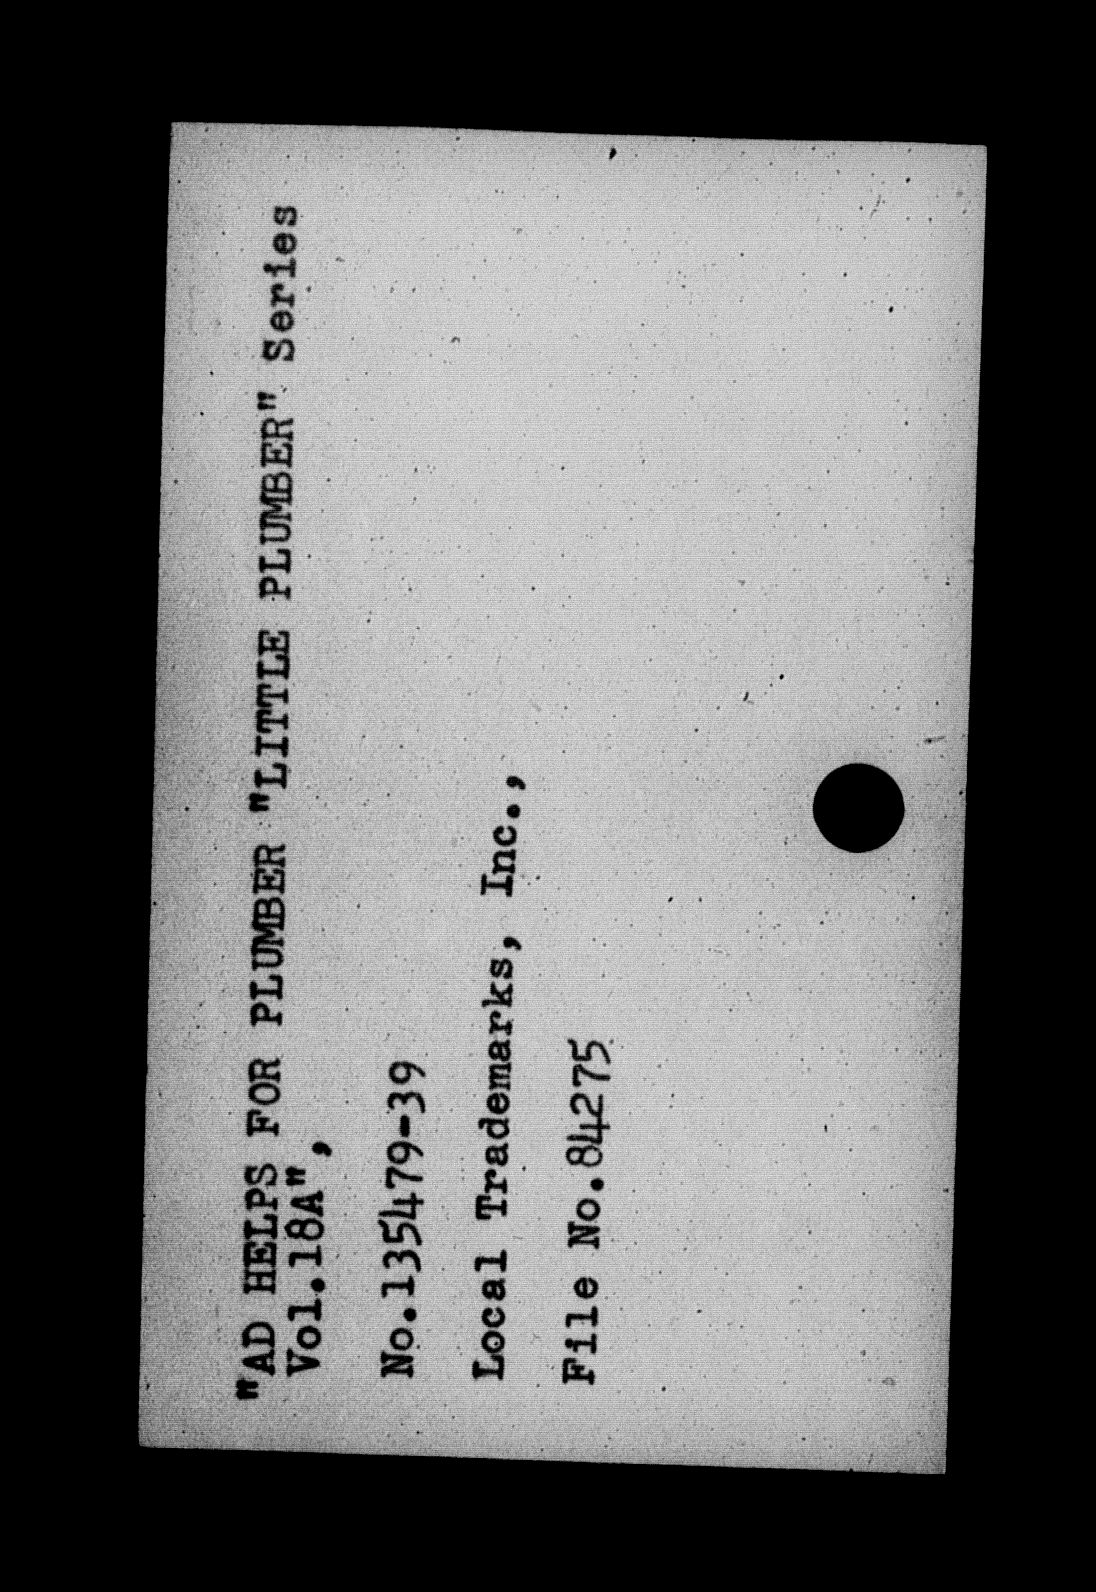 "AD HELPS FOR PLUMBER "LITTLE PLUMBER" Series
Vol.18A",
No.135479-39
Local Trademarks, Inc.,
File No.84275